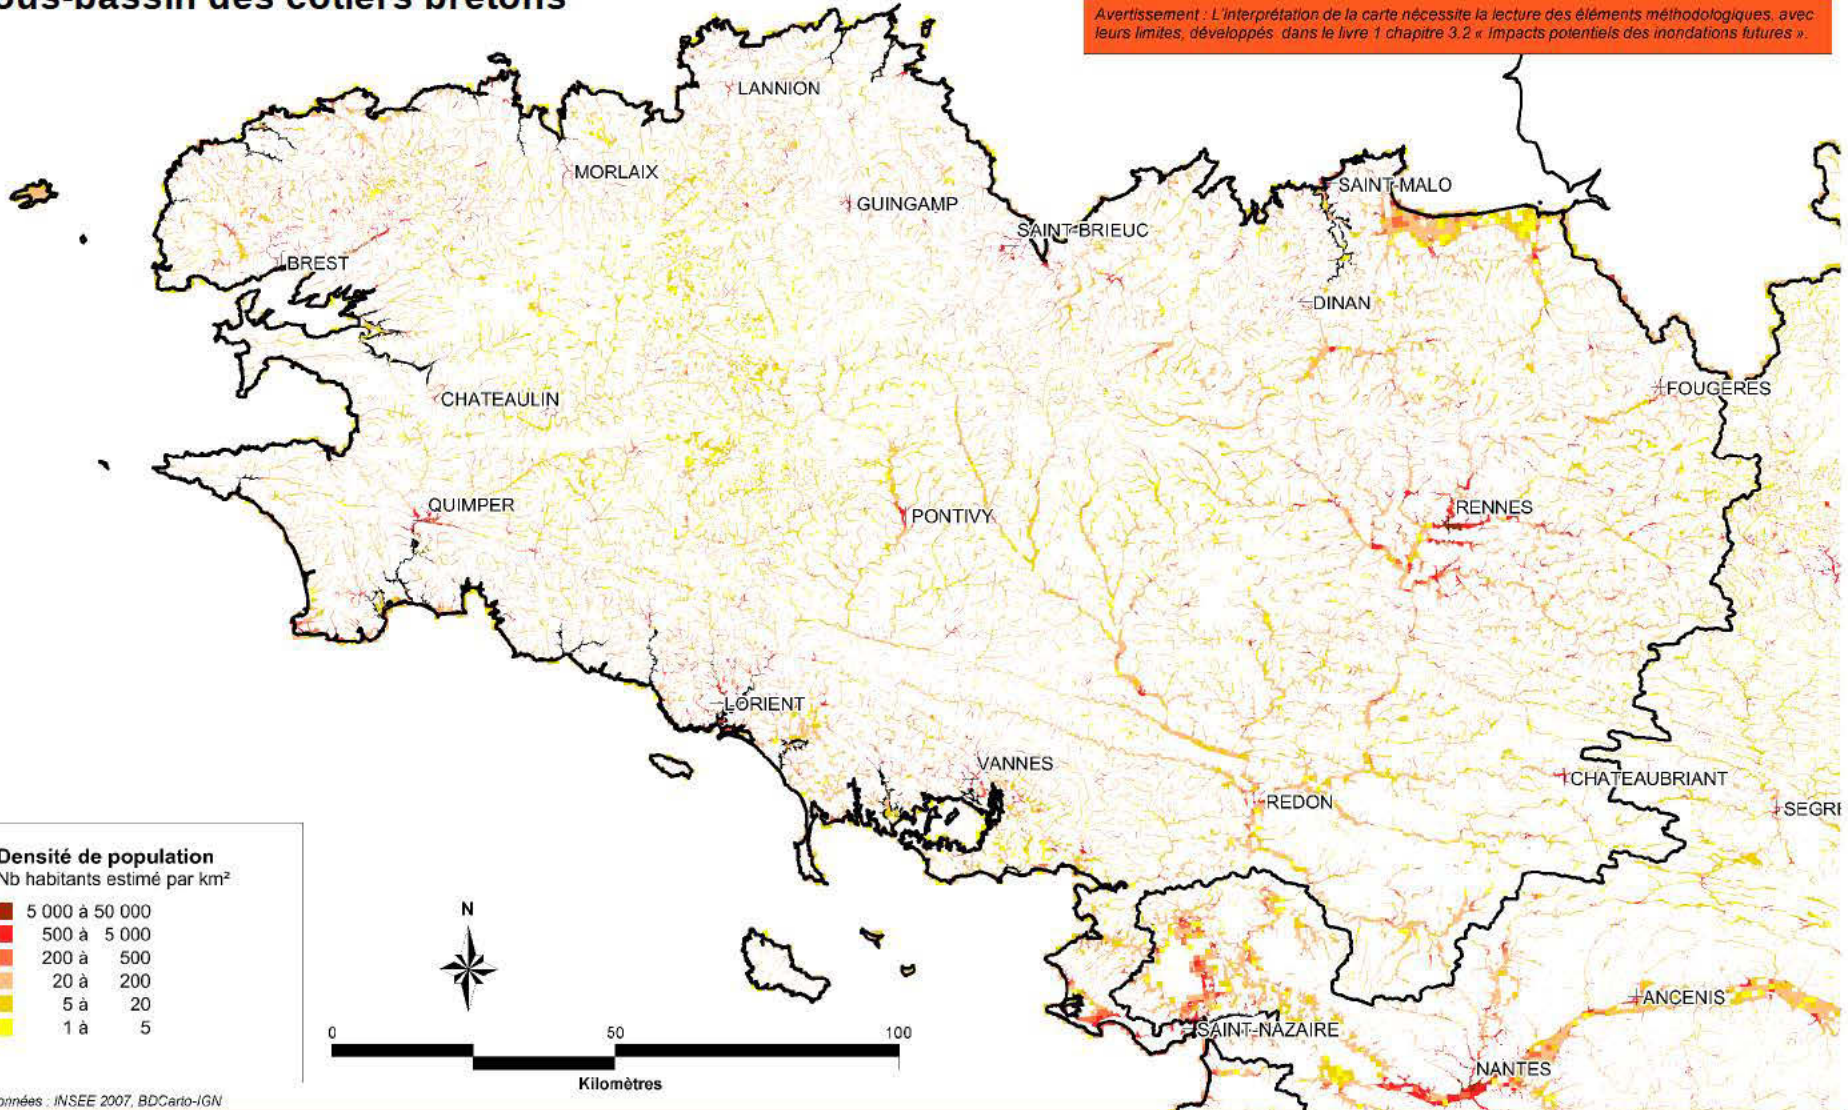 ous-bassin des côtiers bretons
Avertissement : L'interprétation de la carte nécessite la lecture des éléments méthodologiques, avec
leurs limites, développés dans le livre 1 chapitre 3.2 « Impacts potentiels des inondations futures ».
LANNION
MORLAIX
SAINT-MALO
GUINGAMP
SAINT-BRIEUC
BREST
DINAN
FOUGERES
CHATEAULIN
QUIMPER
RENNES
PONTIVY
LORIENT
VANNES
CHATEAUBRIANT
REDON
SEGRE
Densité de population
Nb habitants estimé par km²
5 000 à 50 000
500 à 5 000
200 à 500
20 à 200
5 à 20
1 à 5
N
0 50 100
Kilomètres
ANCENIS
SAINT-NAZAIRE
NANTES
onnées : INSEE 2007, BDCarto-IGN